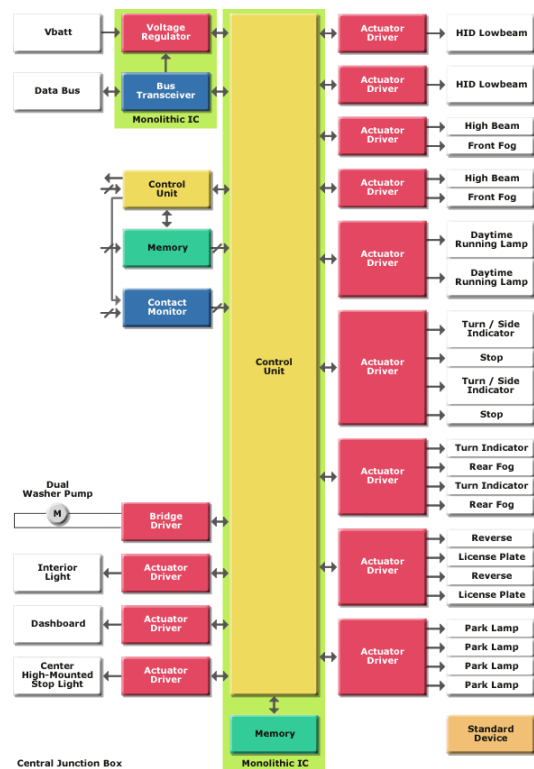 Vbatt
Voltage
Regulator
Data Bus
Bus
Transceiver
Monolithic IC
Control
Unit
Memory
Contact
Monitor
Dual
Washer Pump
M
Bridge
Driver
Interior
Light
Actuator
Driver
Dashboard
Actuator
Driver
Center
High-Mounted
Stop Light
Actuator
Driver
Control
Unit
Memory
Monolithic IC
Actuator
Driver
HID Lowbeam
Actuator
Driver
HID Lowbeam
Actuator
Driver
High Beam
Front Fog
Actuator
Driver
High Beam
Front Fog
Actuator
Driver
Daytime
Running Lamp
Daytime
Running Lamp
Actuator
Driver
Turn / Side
Indicator
Stop
Turn / Side
Indicator
Stop
Actuator
Driver
Turn Indicator
Rear Fog
Turn Indicator
Rear Fog
Actuator
Driver
Reverse
License Plate
Reverse
License Plate
Actuator
Driver
Park Lamp
Park Lamp
Park Lamp
Park Lamp
Standard
Device
Central Junction Box